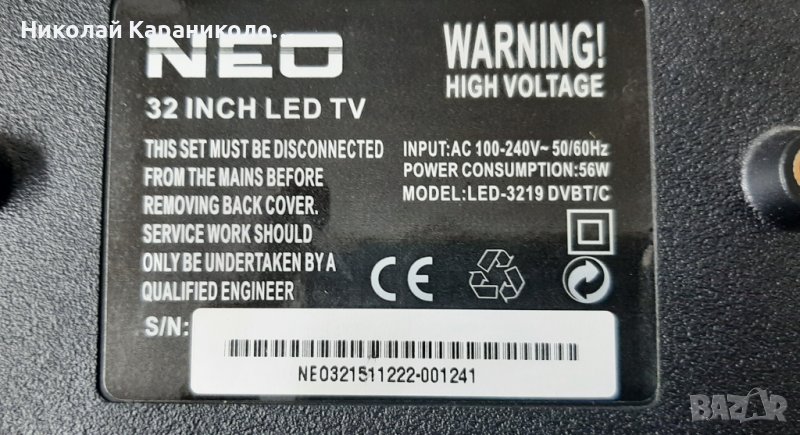 Николай Караниколо...
NEO
32 INCH LED TV
THIS SET MUST BE DISCONNECTED
FROM THE MAINS BEFORE
REMOVING BACK COVER.
SERVICE WORK SHOULD
ONLY BE UNDERTAKEN BY A
QUALIFIED ENGINEER
WARNING!
HIGH VOLTAGE
INPUT:AC 100-240V~ 50/60Hz
POWER CONSUMPTION:56W
MODEL:LED-3219 DVBT/C
CE
S/N:
NEO321511222-001241
BAZAR